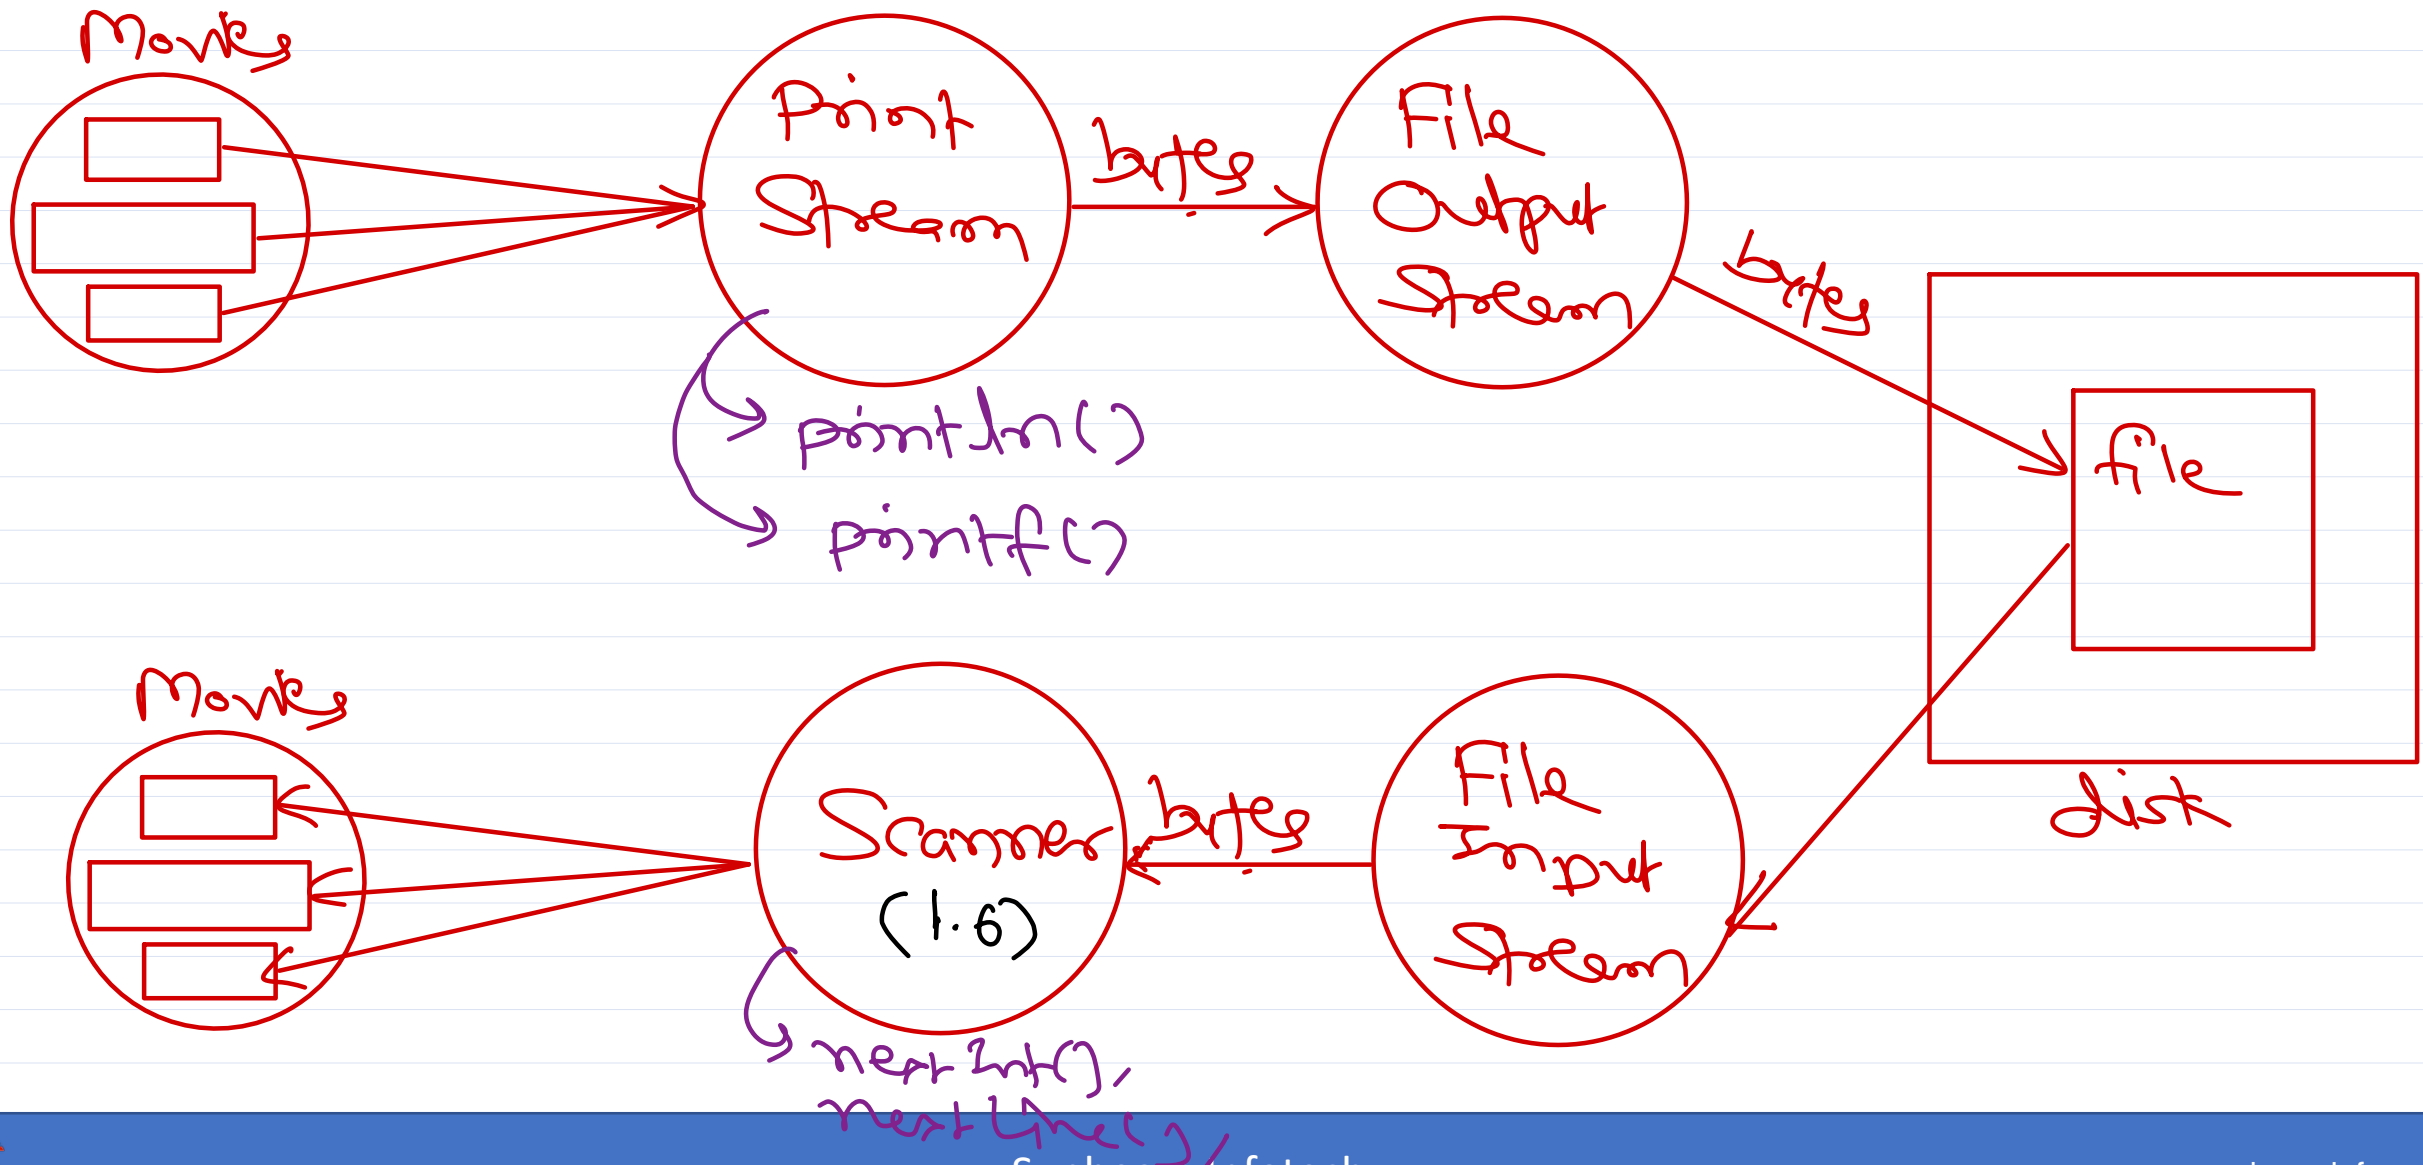 Movies
Print
Stream
bytes
File
Output
Stream
bytes
println()
printf()
file
disk
Movies
Scanner
(1.6)
bytes
File
Input
Stream
nextInt(),
nextLine(),